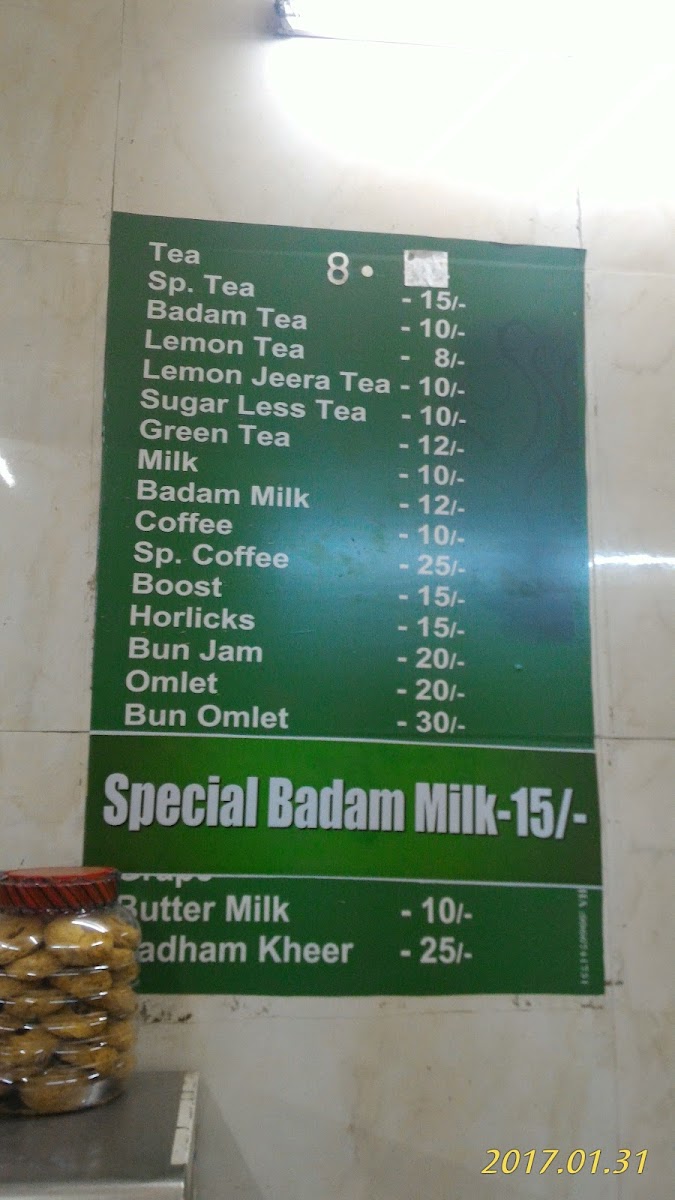 Tea 8.
Sp. Tea - 15/-
Badam Tea - 10/-
Lemon Tea - 8/-
Lemon Jeera Tea - 10/-
Sugar Less Tea - 10/-
Green Tea - 12/-
Milk - 10/-
Badam Milk - 12/-
Coffee - 10/-
Sp. Coffee - 25/-
Boost - 15/-
Horlicks - 15/-
Bun Jam - 20/-
Omlet - 20/-
Bun Omlet - 30/-
Special Badam Milk-15/-
Butter Milk - 10/-
adham Kheer - 25/-
2017.01.31